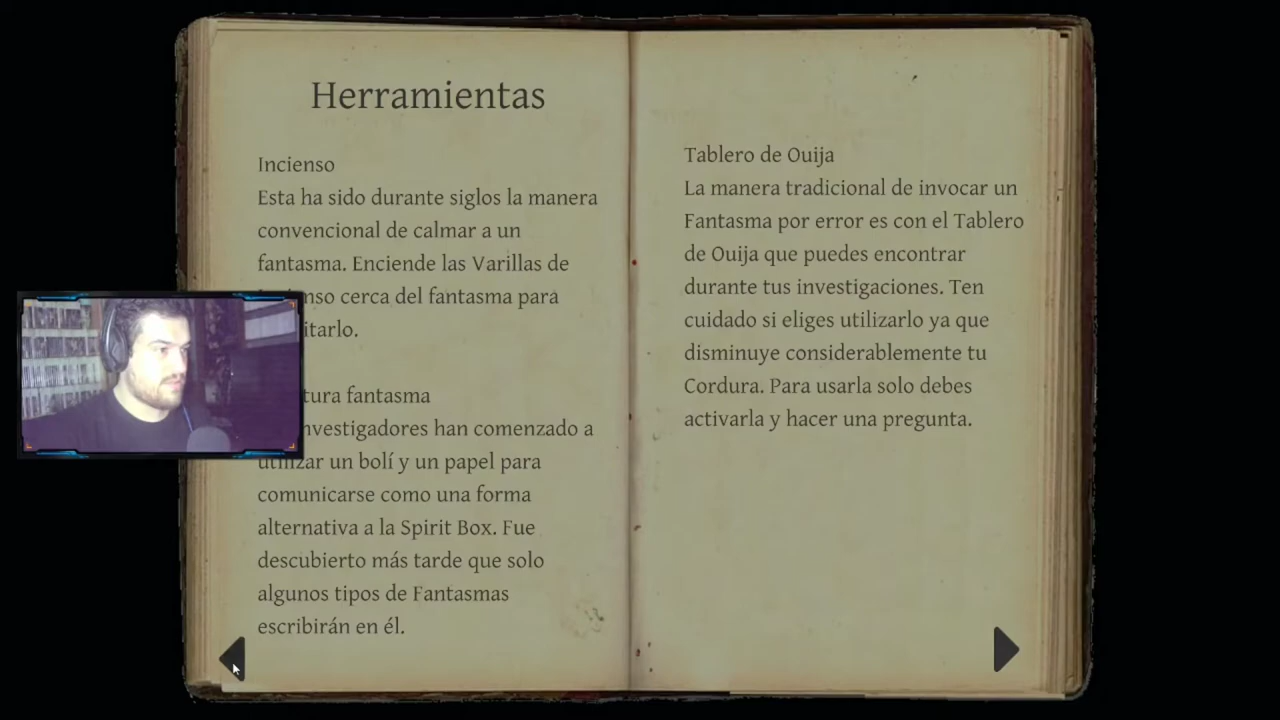 Herramientas
Incienso
Esta ha sido durante siglos la manera
convencional de calmar a un
fantasma. Enciende las Varillas de
cerca del fantasma para
fantasma
han comenzado a
utilizar un bolí y un papel para
comunicarse como una forma
alternativa a la Spirit Box. Fue
descubierto más tarde que solo
algunos tipos de Fantasmas
escribirán en él.
Tablero de Ouija
La manera tradicional de invocar un
Fantasma por error es con el Tablero
de Ouija que puedes encontrar
durante tus investigaciones. Ten
cuidado si eliges utilizarlo ya que
disminuye considerablemente tu
Cordura. Para usarla solo debes
activarla y hacer una pregunta.